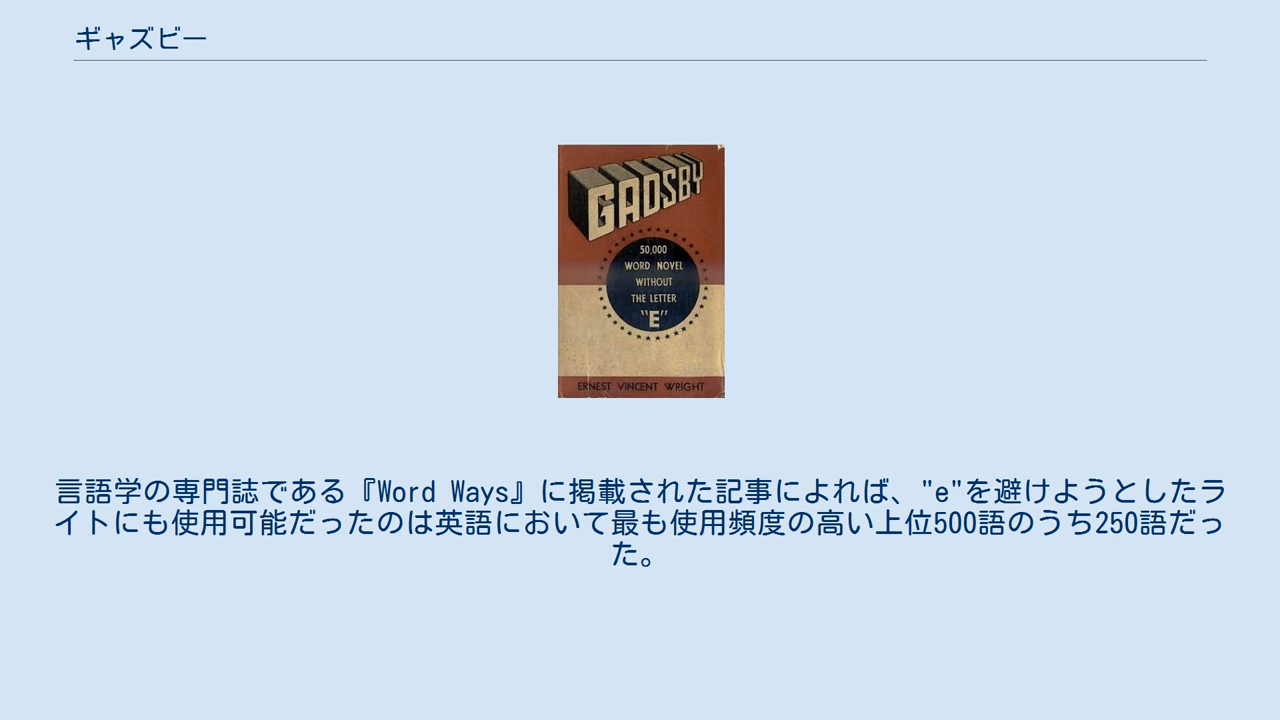 ギャズビー
GADSBY
50,000
WORD NOVEL
WITHOUT
THE LETTER
"E"
ERNEST VINCENT WRIGHT
言語学の専門誌である『Word Ways』に掲載された記事によれば、"e"を避けようとしたラ
イトにも使用可能だったのは英語において最も使用頻度の高い上位500語のうち250語だっ
た。